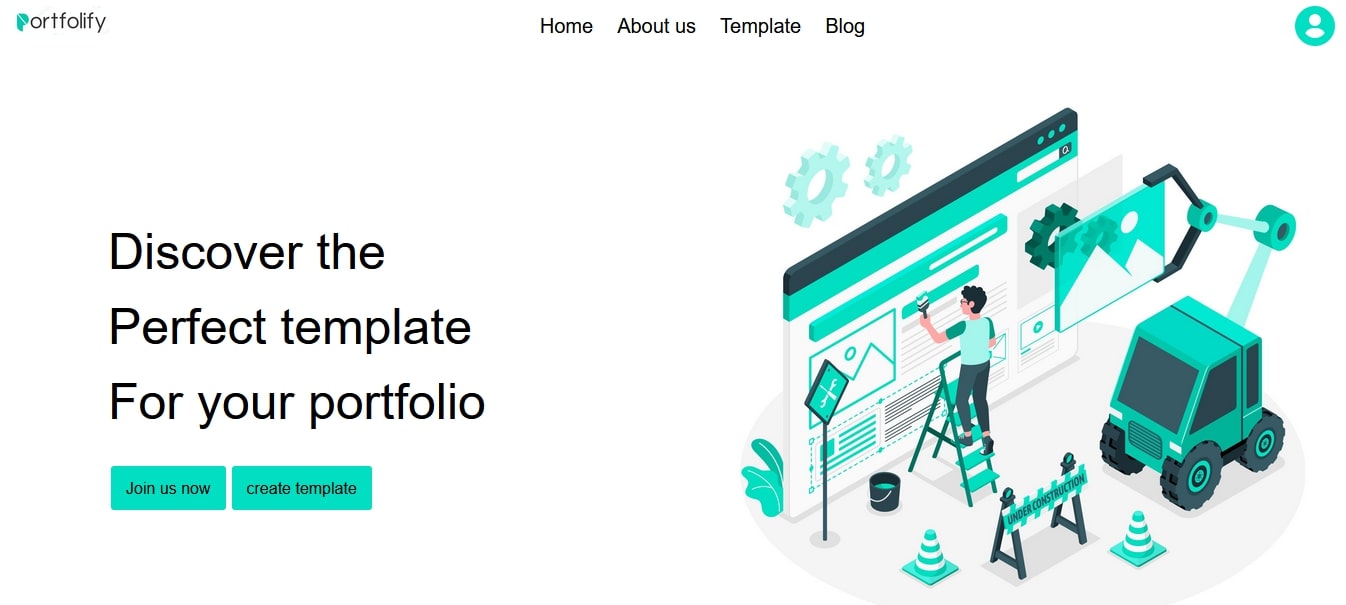 Portfolify
Home About us Template Blog
Discover the
Perfect template
For your portfolio
Join us now create template
UNDER CONSTRUCTION